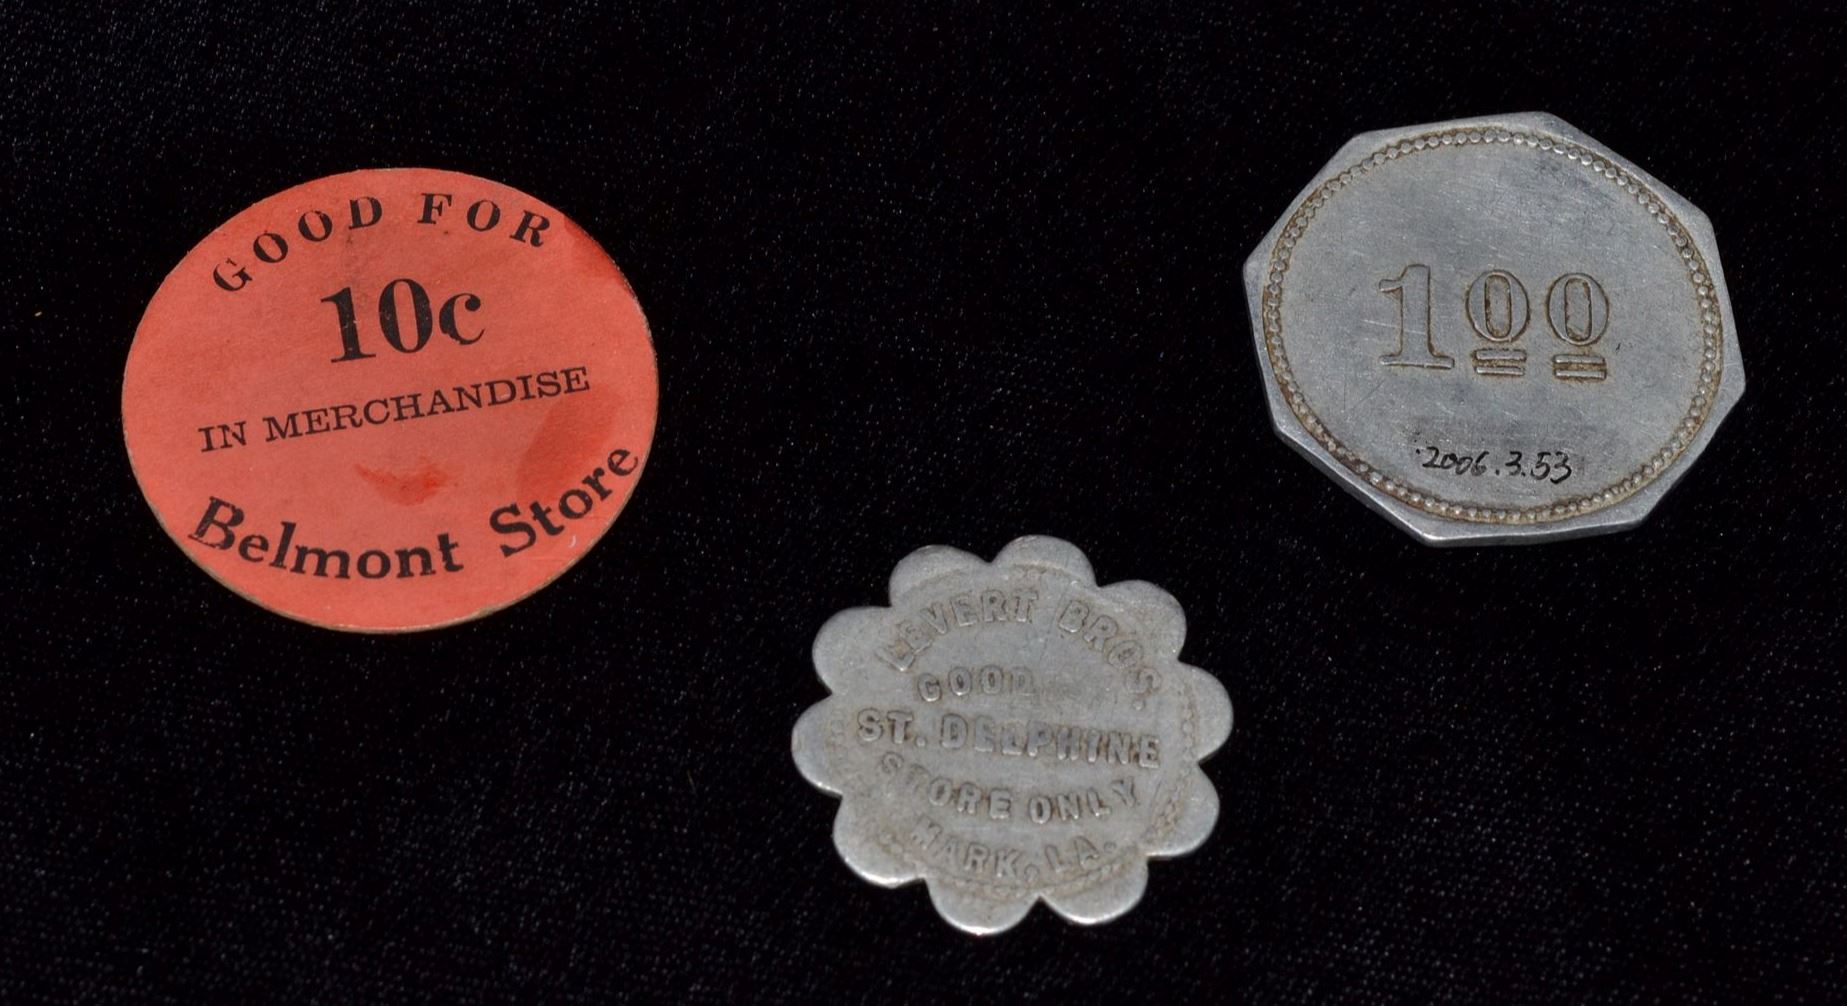 GOOD FOR
10c
IN MERCHANDISE
Belmont Store
100
2006.3.53
LEVERT BROS.
GOOD
ST. DELPHINE
STORE ONLY
MARK, LA.